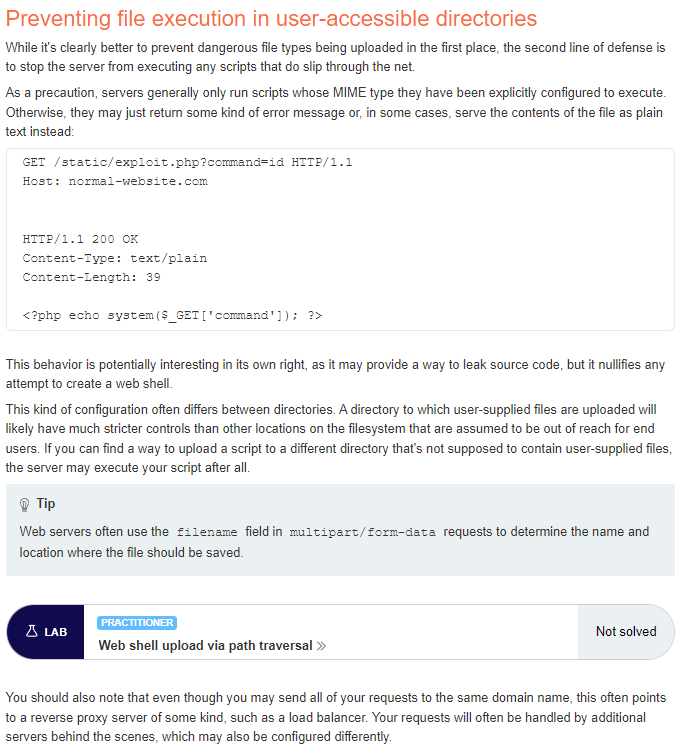 Preventing file execution in user-accessible directories
While it's clearly better to prevent dangerous file types being uploaded in the first place, the second line of defense is
to stop the server from executing any scripts that do slip through the net.
As a precaution, servers generally only run scripts whose MIME type they have been explicitly configured to execute.
Otherwise, they may just return some kind of error message or, in some cases, serve the contents of the file as plain
text instead:
GET /static/exploit.php?command=id HTTP/1.1
Host: normal-website.com
HTTP/1.1 200 OK
Content-Type: text/plain
Content-Length: 39
<?php echo system($_GET['command']); ?>
This behavior is potentially interesting in its own right, as it may provide a way to leak source code, but it nullifies any
attempt to create a web shell.
This kind of configuration often differs between directories. A directory to which user-supplied files are uploaded will
likely have much stricter controls than other locations on the filesystem that are assumed to be out of reach for end
users. If you can find a way to upload a script to a different directory that's not supposed to contain user-supplied files,
the server may execute your script after all.
Tip
Web servers often use the filename field in multipart/form-data requests to determine the name and
location where the file should be saved.
LAB
PRACTITIONER
Web shell upload via path traversal »
Not solved
You should also note that even though you may send all of your requests to the same domain name, this often points
to a reverse proxy server of some kind, such as a load balancer. Your requests will often be handled by additional
servers behind the scenes, which may also be configured differently.